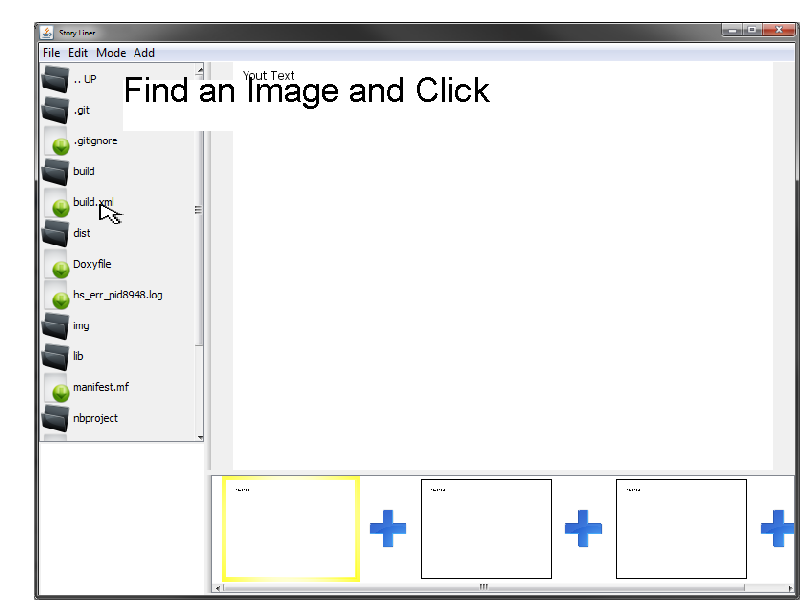 Story Liner
File Edit Mode Add
.. UP
.git
.gitgnore
build
build.xml
dist
Doxyfile
hs_err_pid8948.log
img
lib
manifest.mf
nbproject
Yout Text
Find an Image and Click